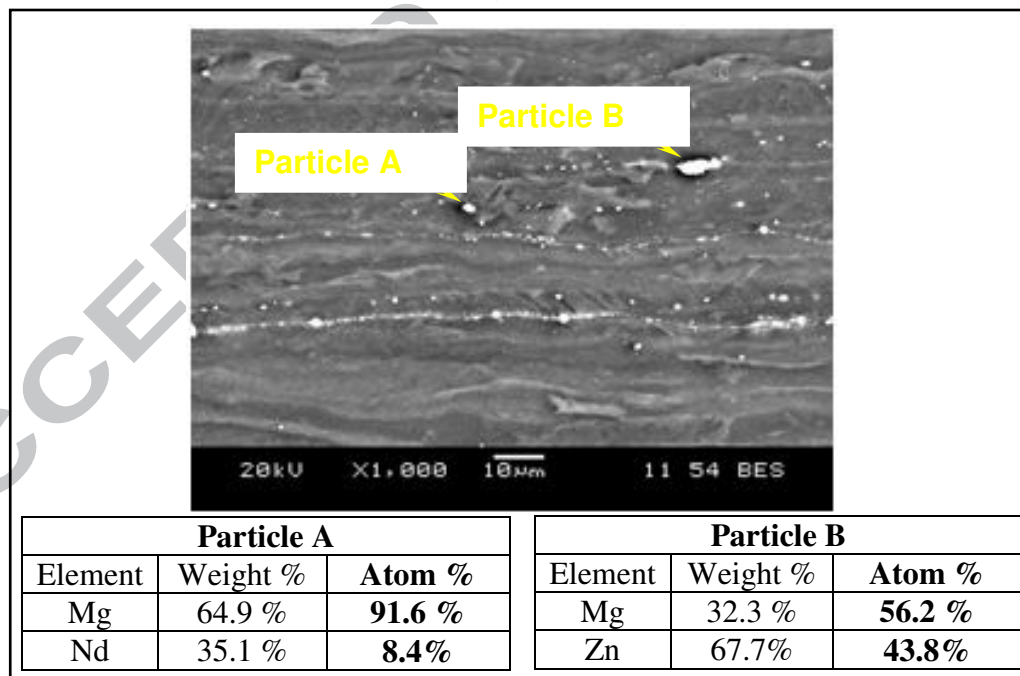 Particle B
Particle A
20kV X1,000 10μm 11 54 BES
Particle A
Element Weight % Atom %
Mg 64.9 % 91.6 %
Nd 35.1 % 8.4%
Particle B
Element Weight % Atom %
Mg 32.3 % 56.2 %
Zn 67.7% 43.8%